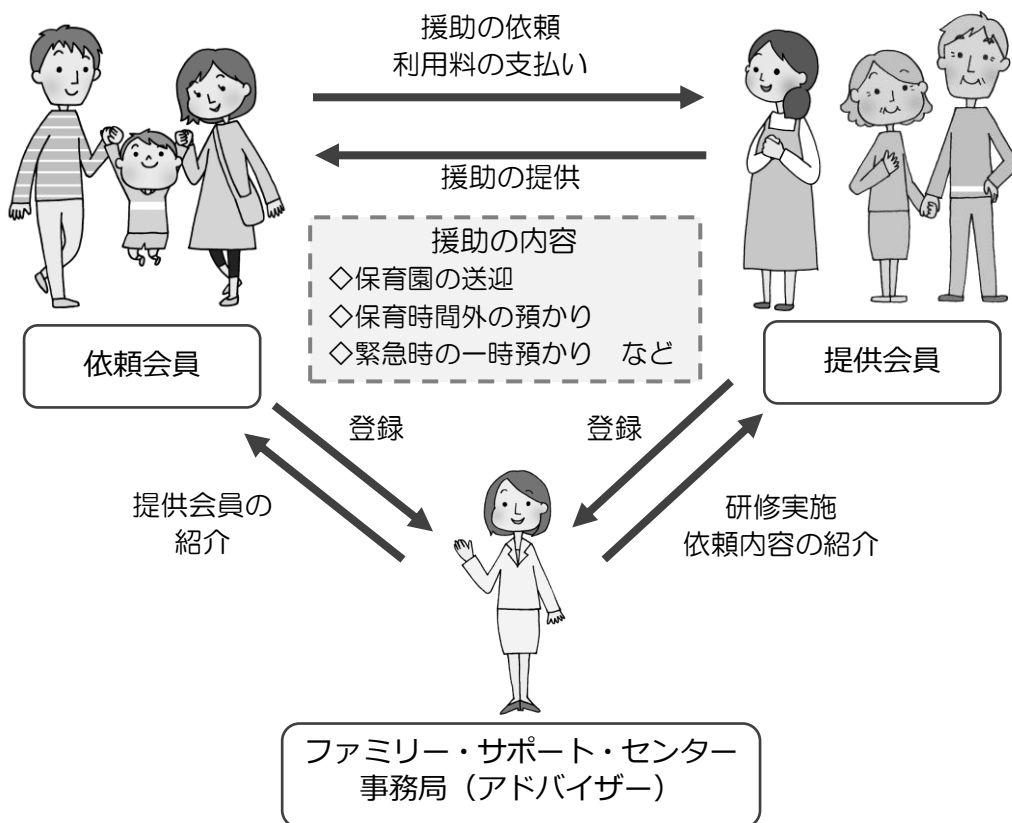 援助の依頼
利用料の支払い
援助の提供
援助の内容
◇保育園の送迎
◇保育時間外の預かり
◇緊急時の一時預かり　など
依頼会員
提供会員
登録
登録
提供会員の
紹介
研修実施
依頼内容の紹介
ファミリー・サポート・センター
事務局（アドバイザー）